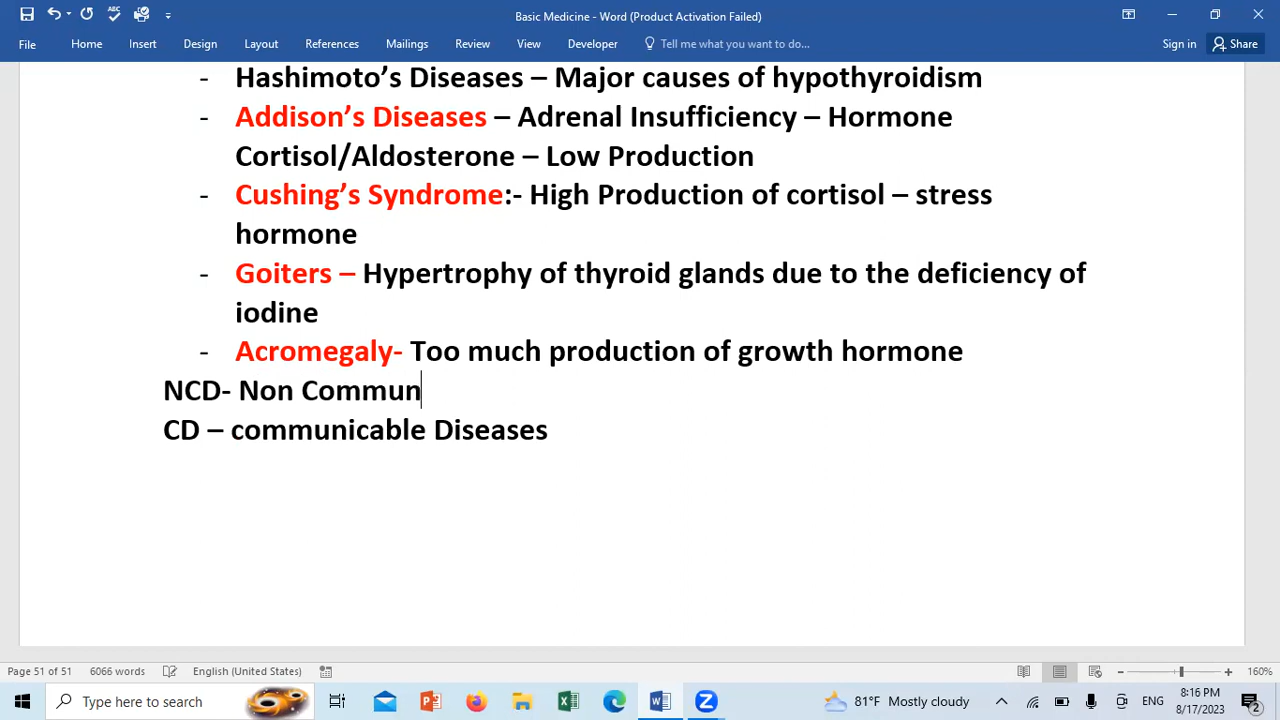 Basic Medicine - Word (Product Activation Failed)
File Home Insert Design Layout References Mailings Review View Developer Tell me what you want to do... Sign in Share
- Hashimoto’s Diseases – Major causes of hypothyroidism
- Addison’s Diseases – Adrenal Insufficiency – Hormone
Cortisol/Aldosterone – Low Production
- Cushing’s Syndrome:- High Production of cortisol – stress
hormone
- Goiters – Hypertrophy of thyroid glands due to the deficiency of
iodine
- Acromegaly- Too much production of growth hormone
NCD- Non Commun
CD – communicable Diseases
Page 51 of 51 6066 words English (United States) 160%
Type here to search 81°F Mostly cloudy ENG 8:16 PM
8/17/2023 2